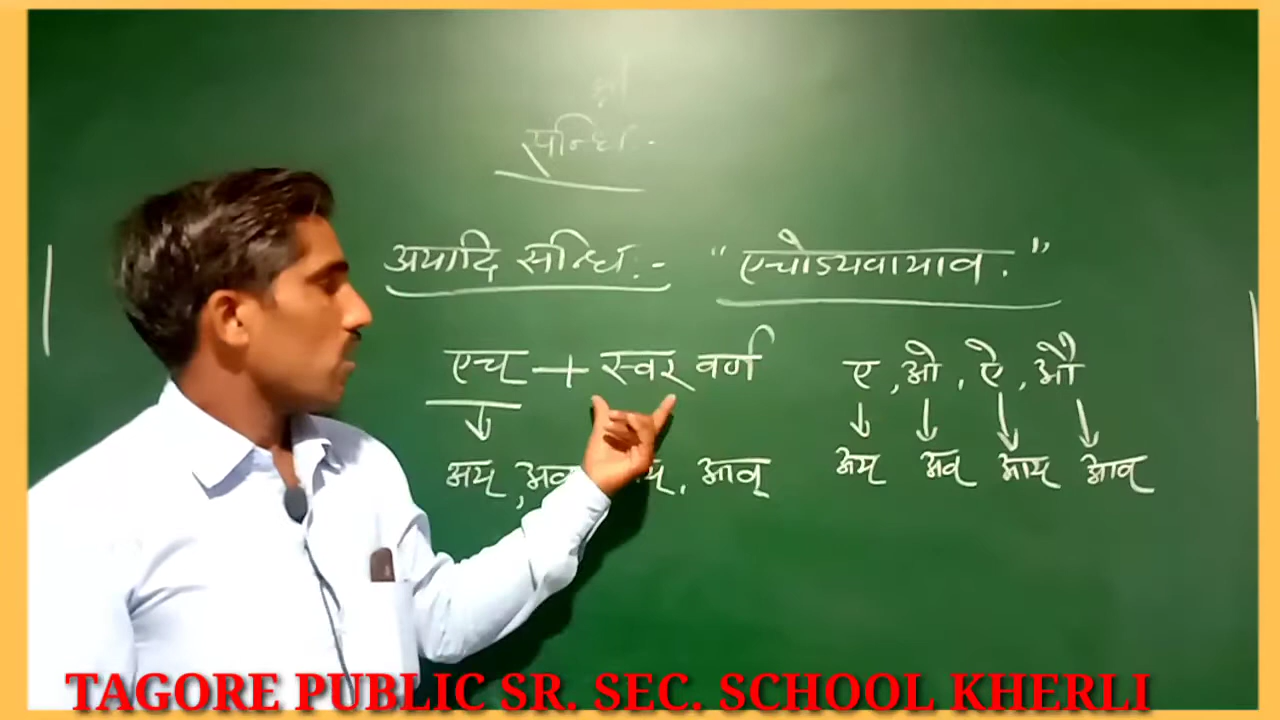 सन्धिः-
अयादि सन्धिः- "एचोऽयवायाव."
एच् + स्वर वर्ण ए, ओ, ऐ, औ
↓ ↓ ↓ ↓ ↓
अय्, अव , आव् अय् अव् आय् आव्
TAGORE PUBLIC SR. SEC. SCHOOL KHERLI